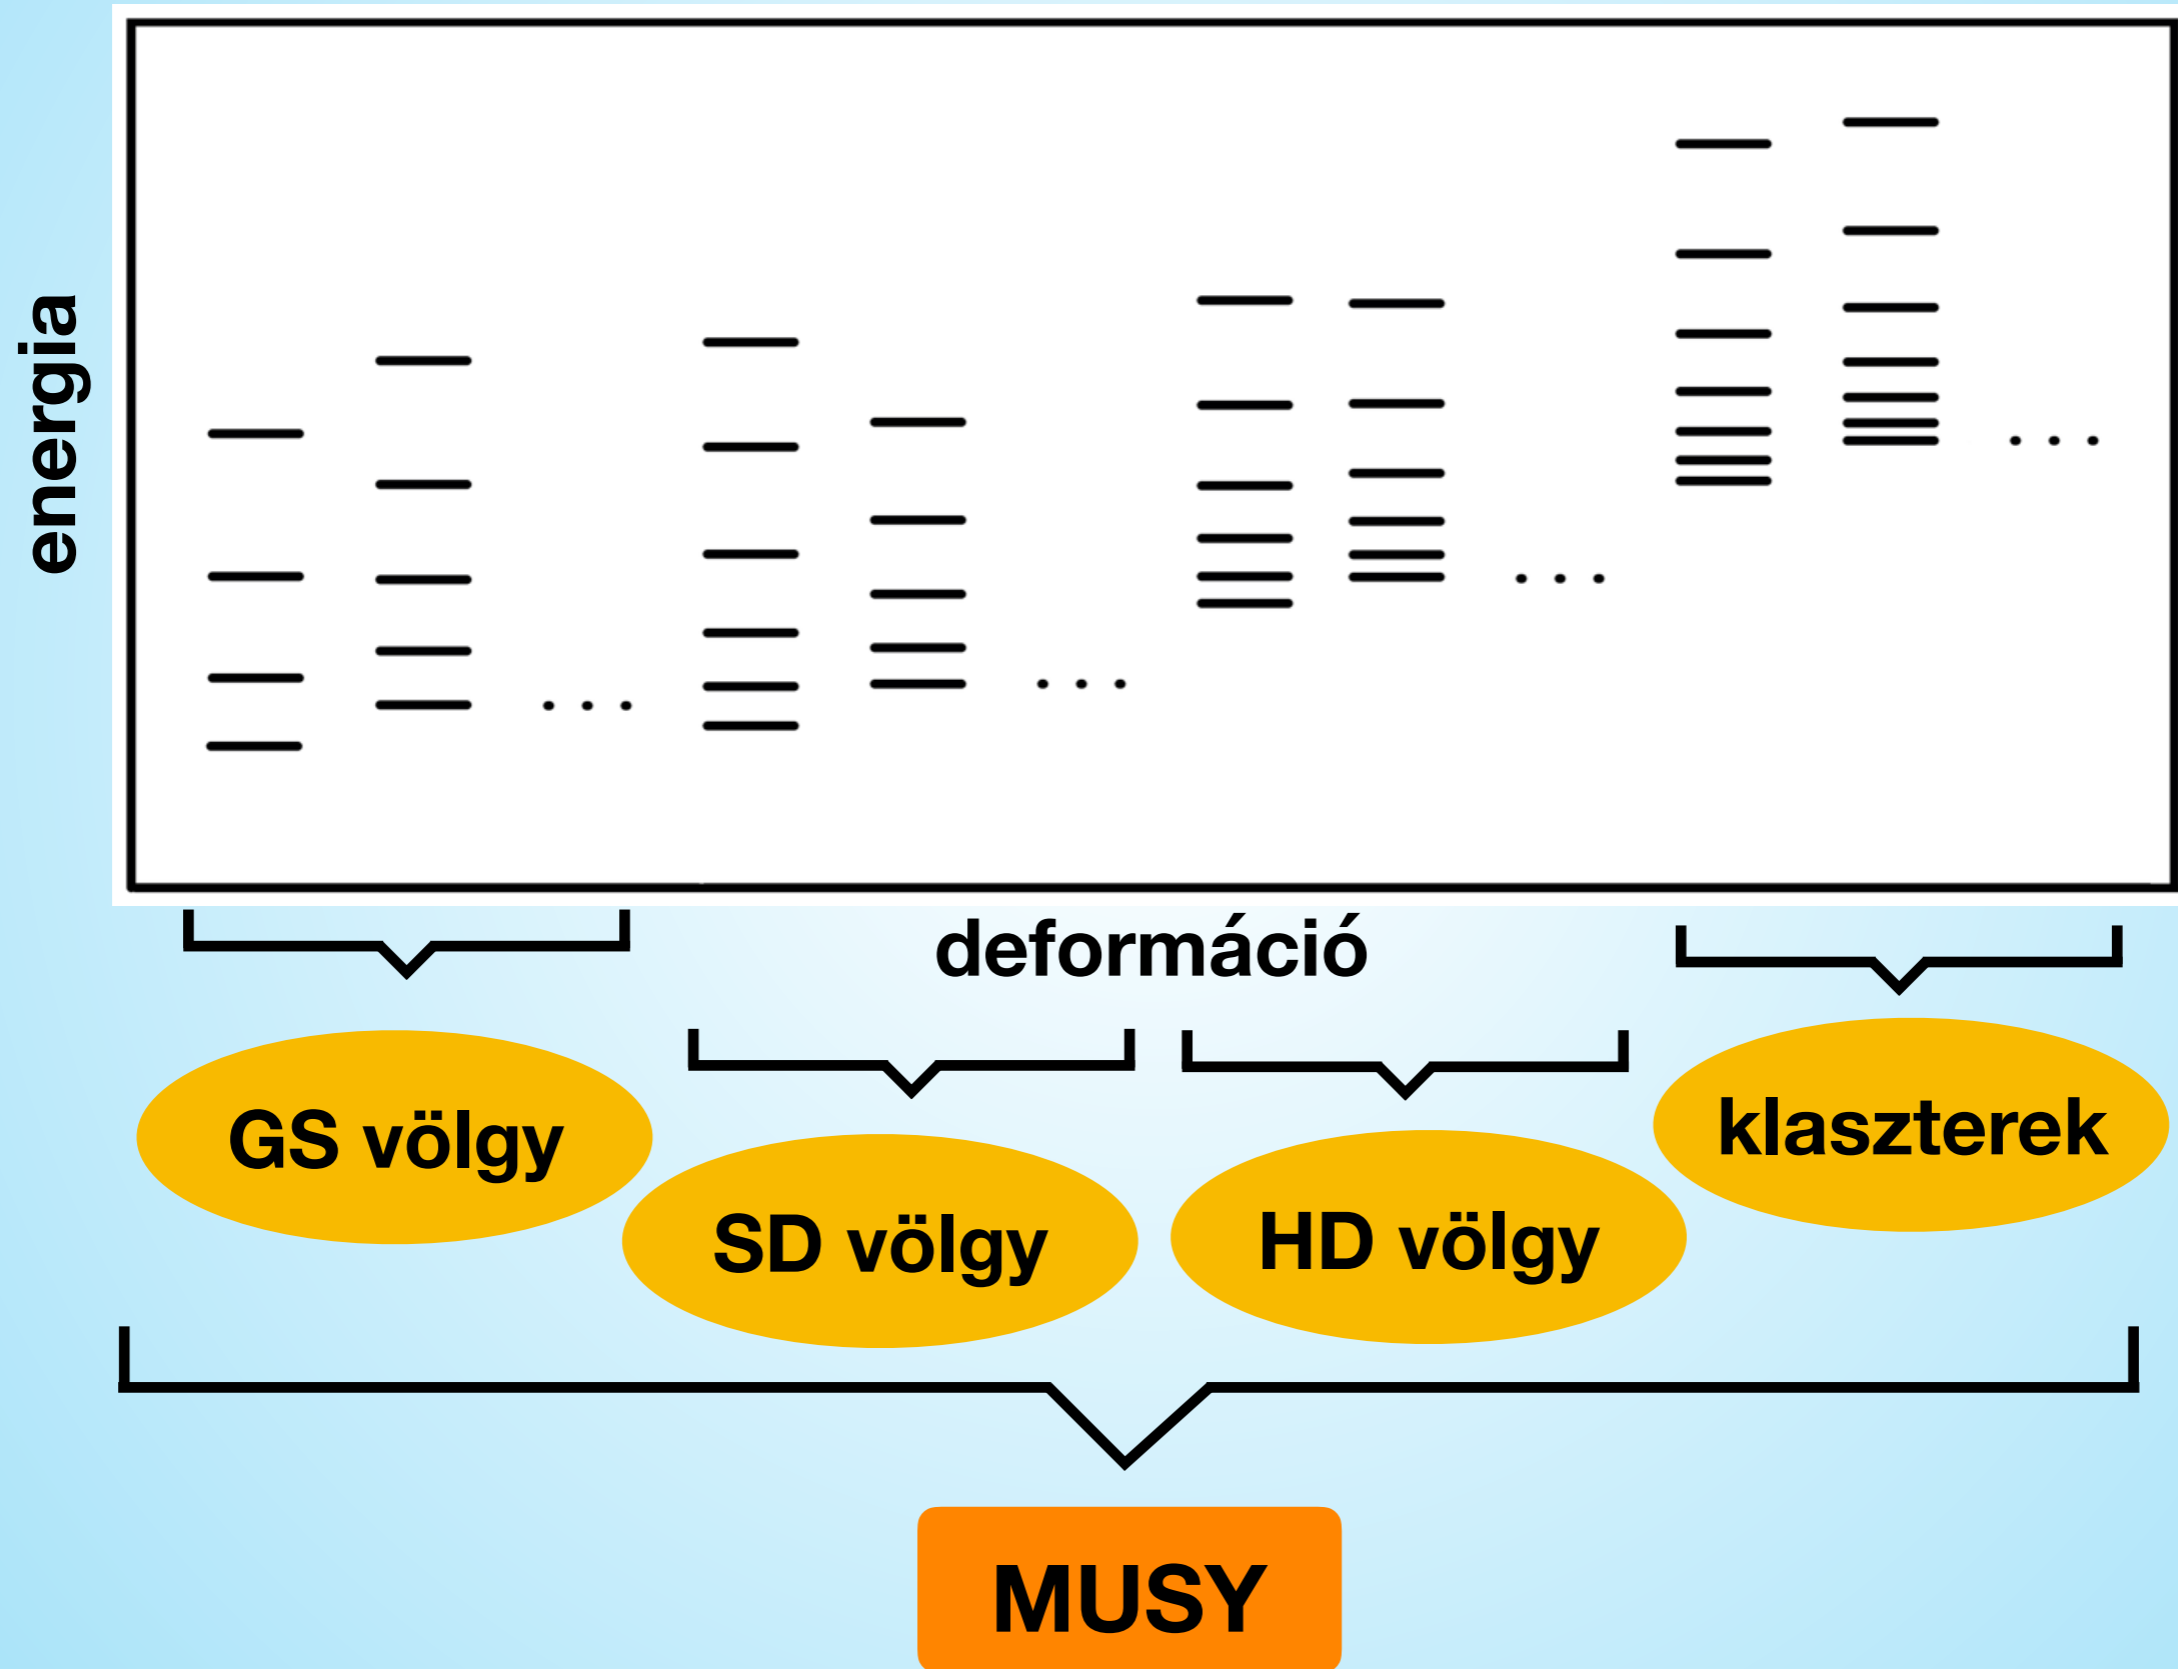 energia
deformáció
GS völgy
SD völgy
HD völgy
klaszterek
MUSY